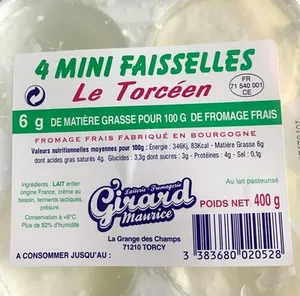 4 MINI FAISSELLES
Le Torcéen
FR
71 540 001
CE
6 g DE MATIÈRE GRASSE POUR 100 G DE FROMAGE FRAIS
FROMAGE FRAIS FABRIQUÉ EN BOURGOGNE
Valeurs nutritionnelles moyennes pour 100g : Énergie : 346Kj, 83Kcal - Matière Grasse 6g
dont acides gras saturés 4g. Glucides : 3,3g dont sucres : 3g - Protéines : 4g - Sel : 0,1g
Ingrédients : LAIT entier
origine France, crème au
besoin, ferments lactiques,
présure.
Conservation à +6°C
Plus de 82% d'humidité
Laiterie Fromagerie
Girard
Maurice
La Grange des Champs
71210 TORCY
Au lait pasteurisé
POIDS NET 400 g
3 383680 020528
A CONSOMMER JUSQU'AU :